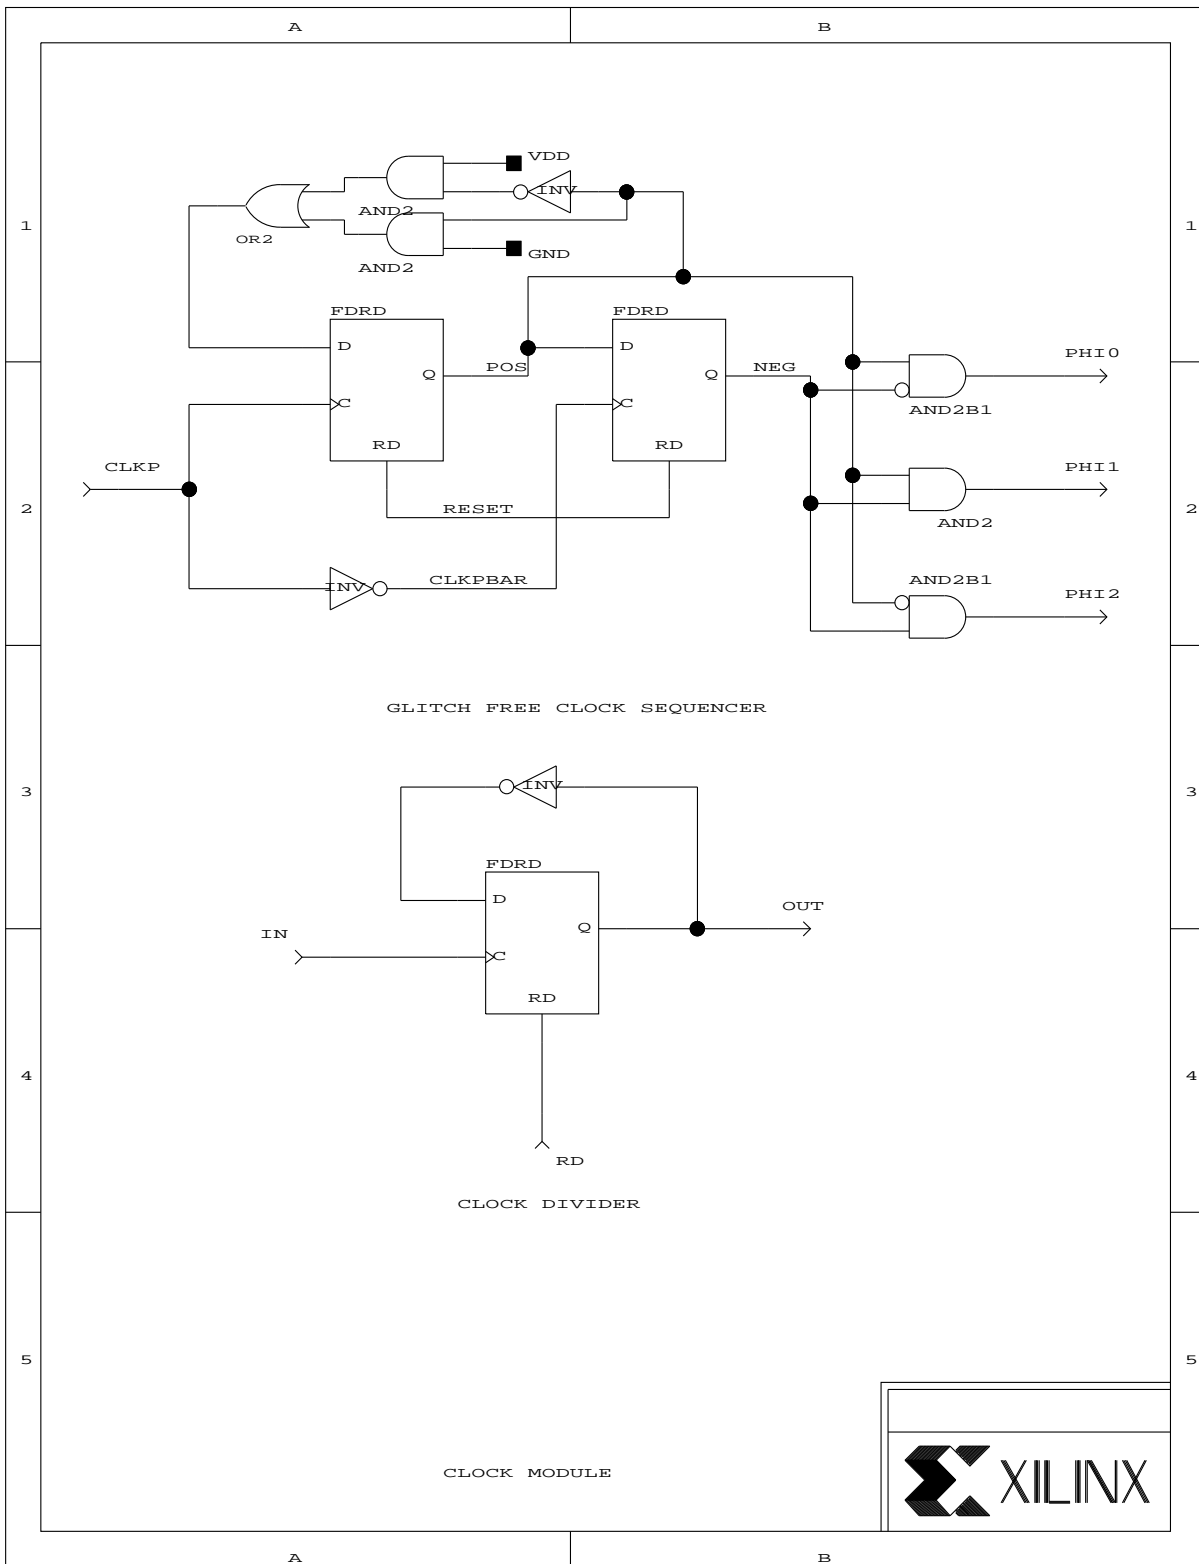 A B
VDD
INV
AND2
1 OR2 1
GND
AND2
FDRD FDRD
D D PHI0
POS NEG
Q Q
C C AND2B1
RD RD
CLKP PHI1
2 RESET 2
AND2
INV CLKPBAR AND2B1
PHI2
GLITCH FREE CLOCK SEQUENCER
3 INV 3
FDRD
D OUT
IN Q
C
RD
4 4
RD
CLOCK DIVIDER
5 5
CLOCK MODULE XILINX
A B